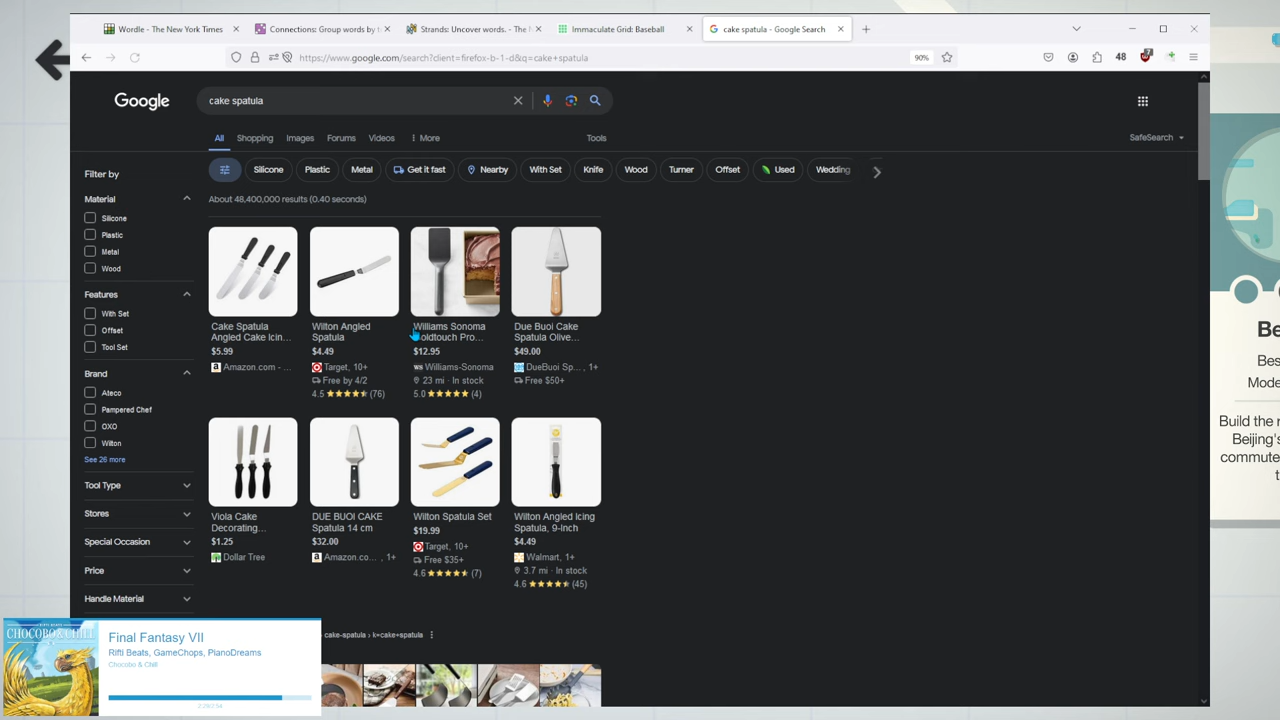 Wordle - The New York Times
Connections: Group words by t
Strands: Uncover words. - The N
Immaculate Grid: Baseball
cake spatula - Google Search
https://www.google.com/search?client=firefox-b-1-d&q=cake+spatula
90%
48
7
Google
cake spatula
All
Shopping
Images
Forums
Videos
More
Tools
SafeSearch
Silicone
Plastic
Metal
Get it fast
Nearby
With Set
Knife
Wood
Turner
Offset
Used
Wedding
Filter by
Material
Silicone
Plastic
Metal
Wood
Features
With Set
Offset
Tool Set
Brand
Ateco
Pampered Chef
OXO
Wilton
See 26 more
Tool Type
Stores
Special Occasion
Price
Handle Material
About 48,400,000 results (0.40 seconds)
Cake Spatula
Angled Cake Icin...
$5.99
Amazon.com - ...
Wilton Angled
Spatula
$4.49
Target, 10+
Free by 4/2
4.5 (76)
Williams Sonoma
Goldtouch Pro...
$12.95
Williams-Sonoma
23 mi · In stock
5.0 (4)
Due Buoi Cake
Spatula Olive...
$49.00
DueBuoi Sp... , 1+
Free $50+
Viola Cake
Decorating...
$1.25
Dollar Tree
DUE BUOI CAKE
Spatula 14 cm
$32.00
Amazon.co... , 1+
Wilton Spatula Set
$19.99
Target, 10+
Free $35+
4.6 (7)
Wilton Angled Icing
Spatula, 9-Inch
$4.49
Walmart, 1+
3.7 mi · In stock
4.6 (45)
› cake-spatula › k=cake+spatula
CHOCOBO & CHILL
Final Fantasy VII
Rifti Beats, GameChops, PianoDreams
Chocobo & Chill
Be
Bes
Mode
Build the
Beijing's
commute
t